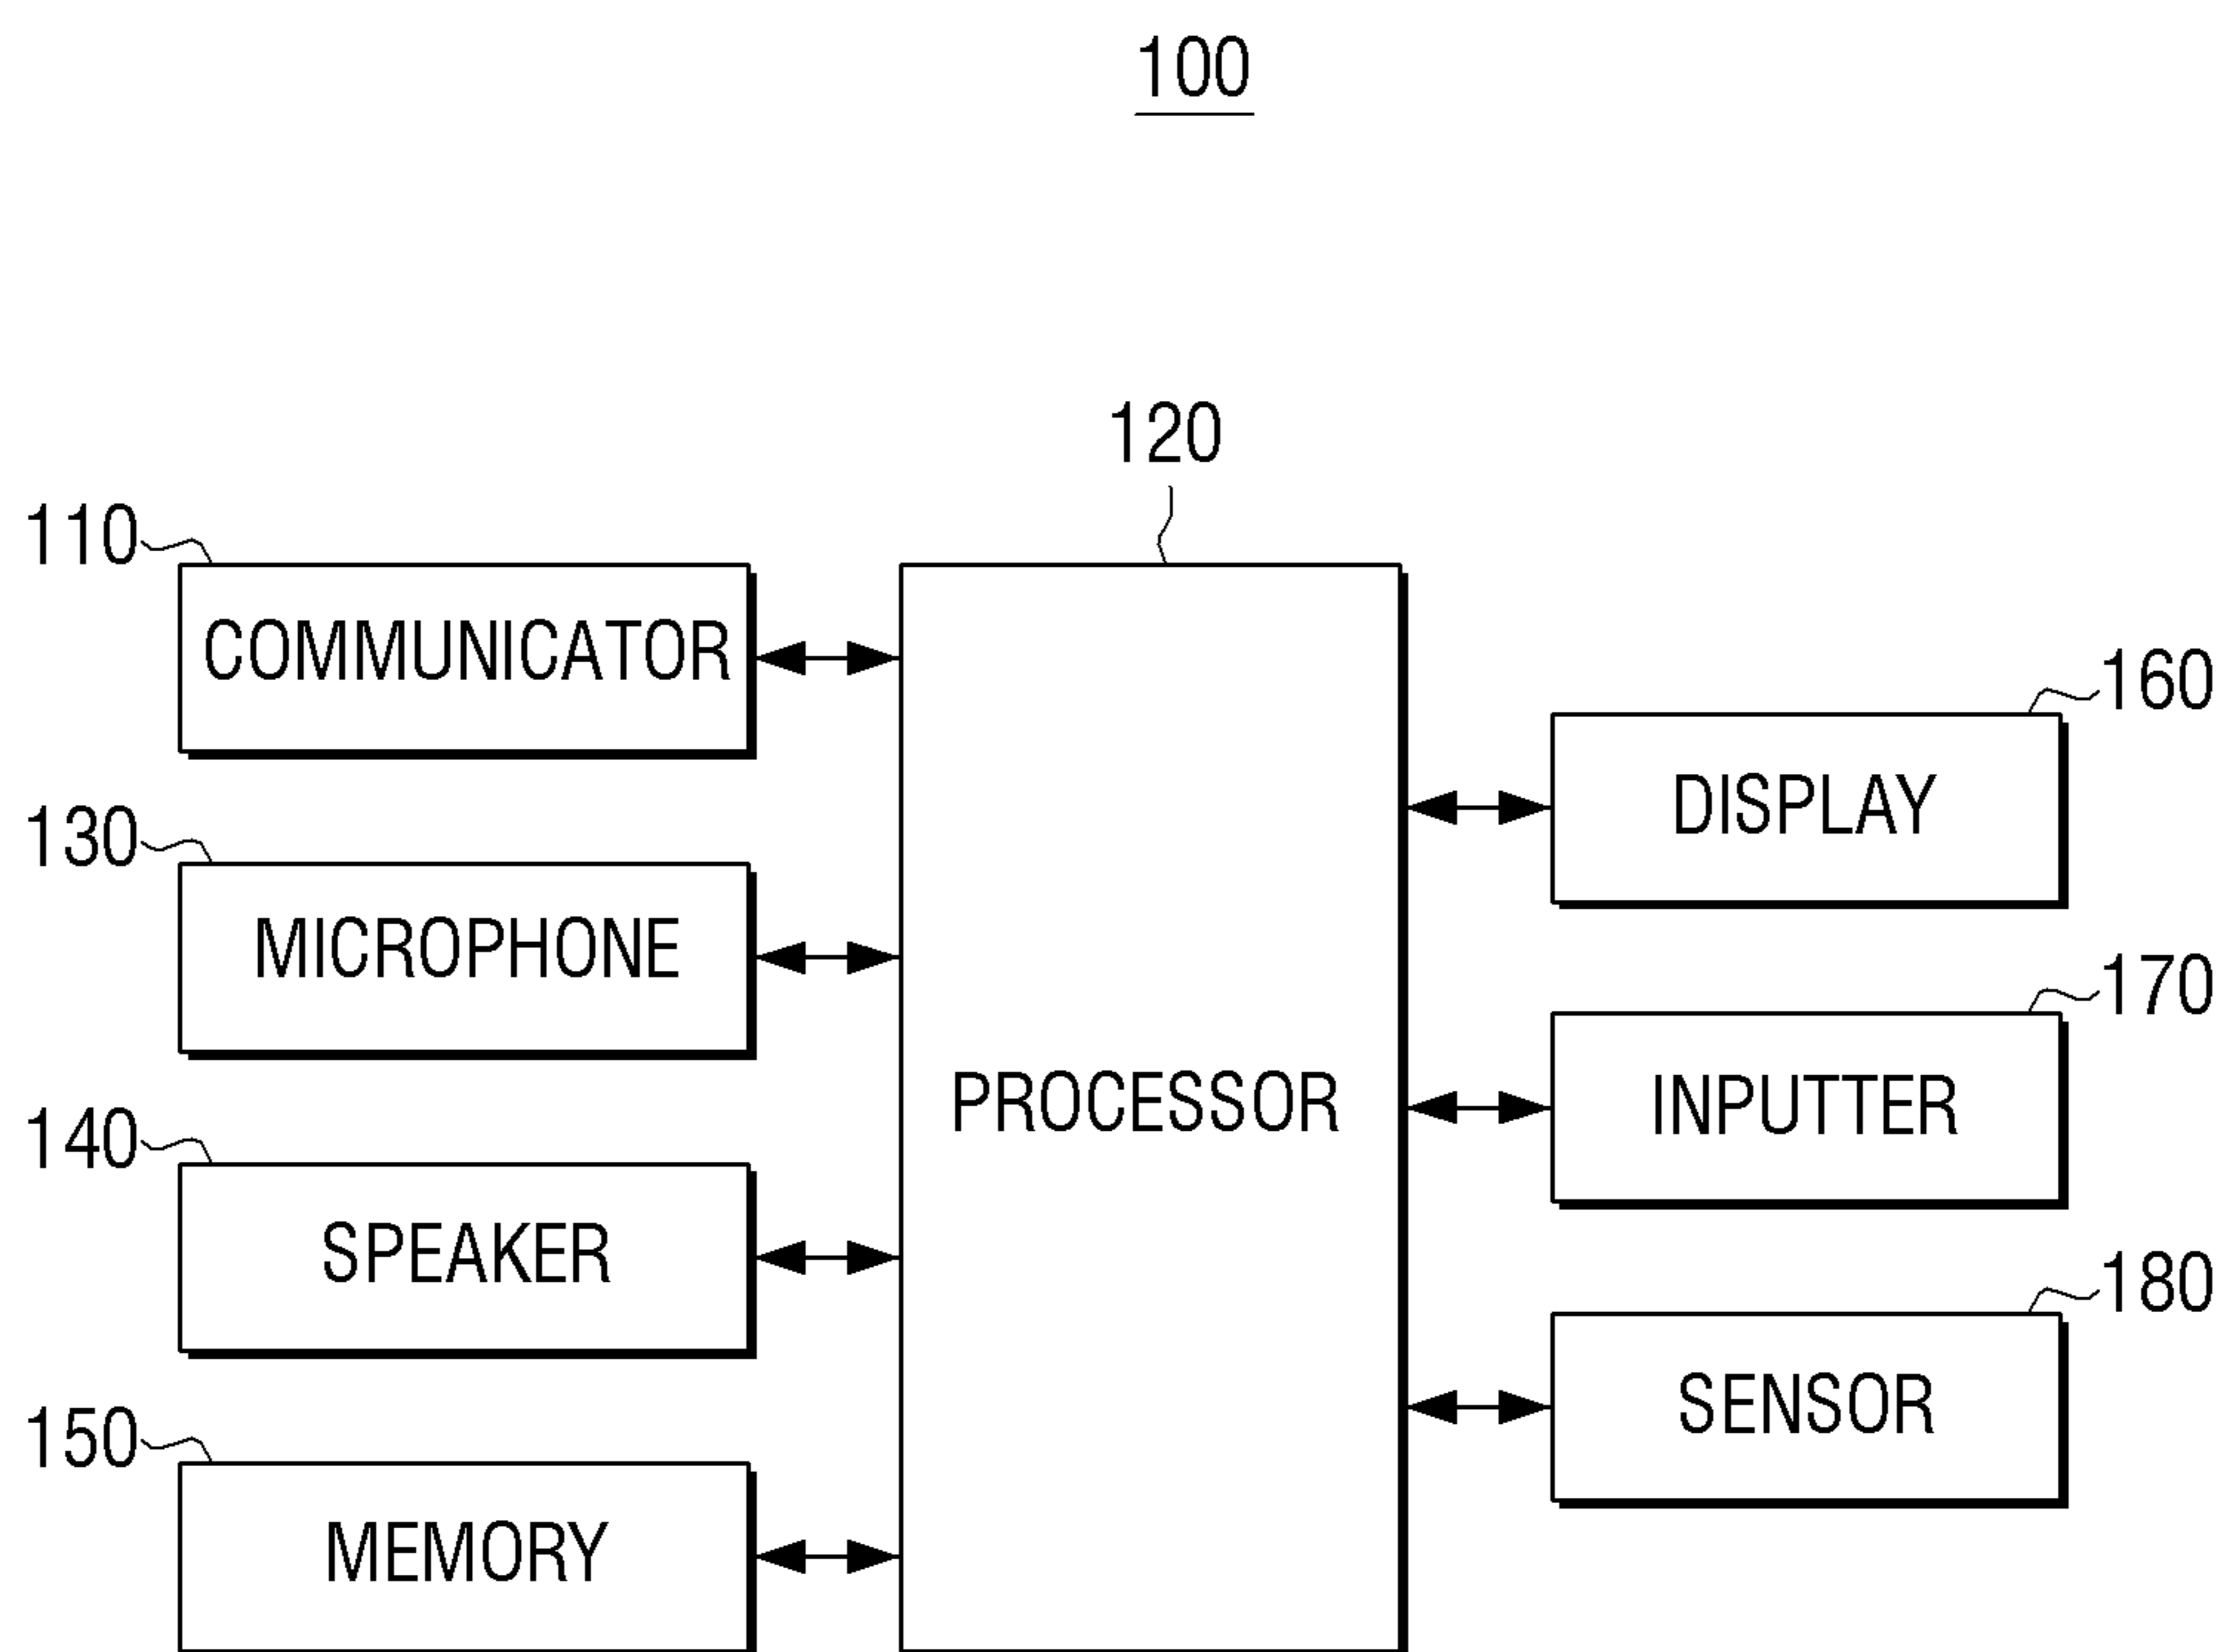 100
120
110
COMMUNICATOR
160
DISPLAY
130
MICROPHONE
170
INPUTTER
PROCESSOR
140
SPEAKER
180
SENSOR
150
MEMORY